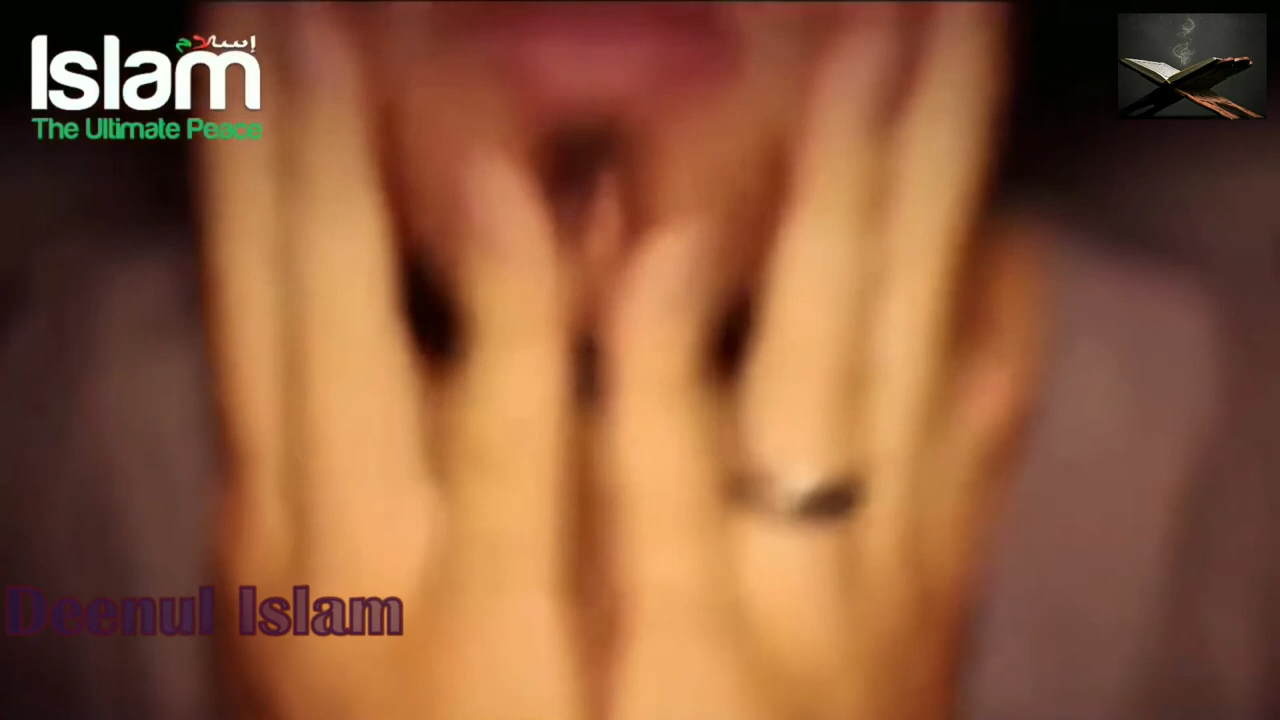 إسلام
Islam
The Ultimate Peace
Deenul Islam